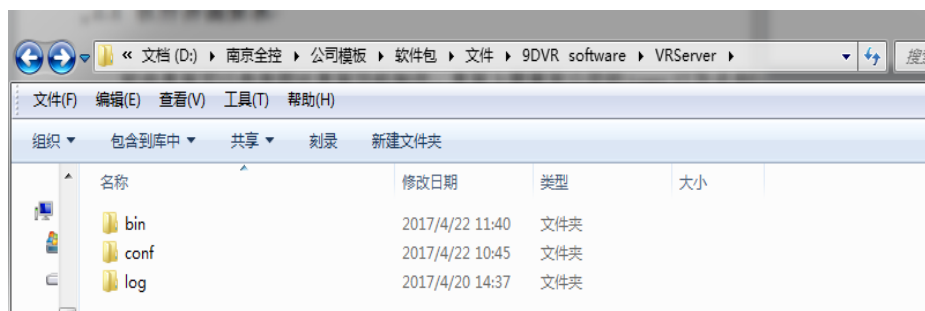 « 文档 (D:) ▸ 南京全控 ▸ 公司模板 ▸ 软件包 ▸ 文件 ▸ 9DVR software ▸ VRServer ▸
文件(F) 编辑(E) 查看(V) 工具(T) 帮助(H)
组织 ▼ 包含到库中 ▼ 共享 ▼ 刻录 新建文件夹
名称 修改日期 类型 大小
bin 2017/4/22 11:40 文件夹
conf 2017/4/22 10:45 文件夹
log 2017/4/20 14:37 文件夹